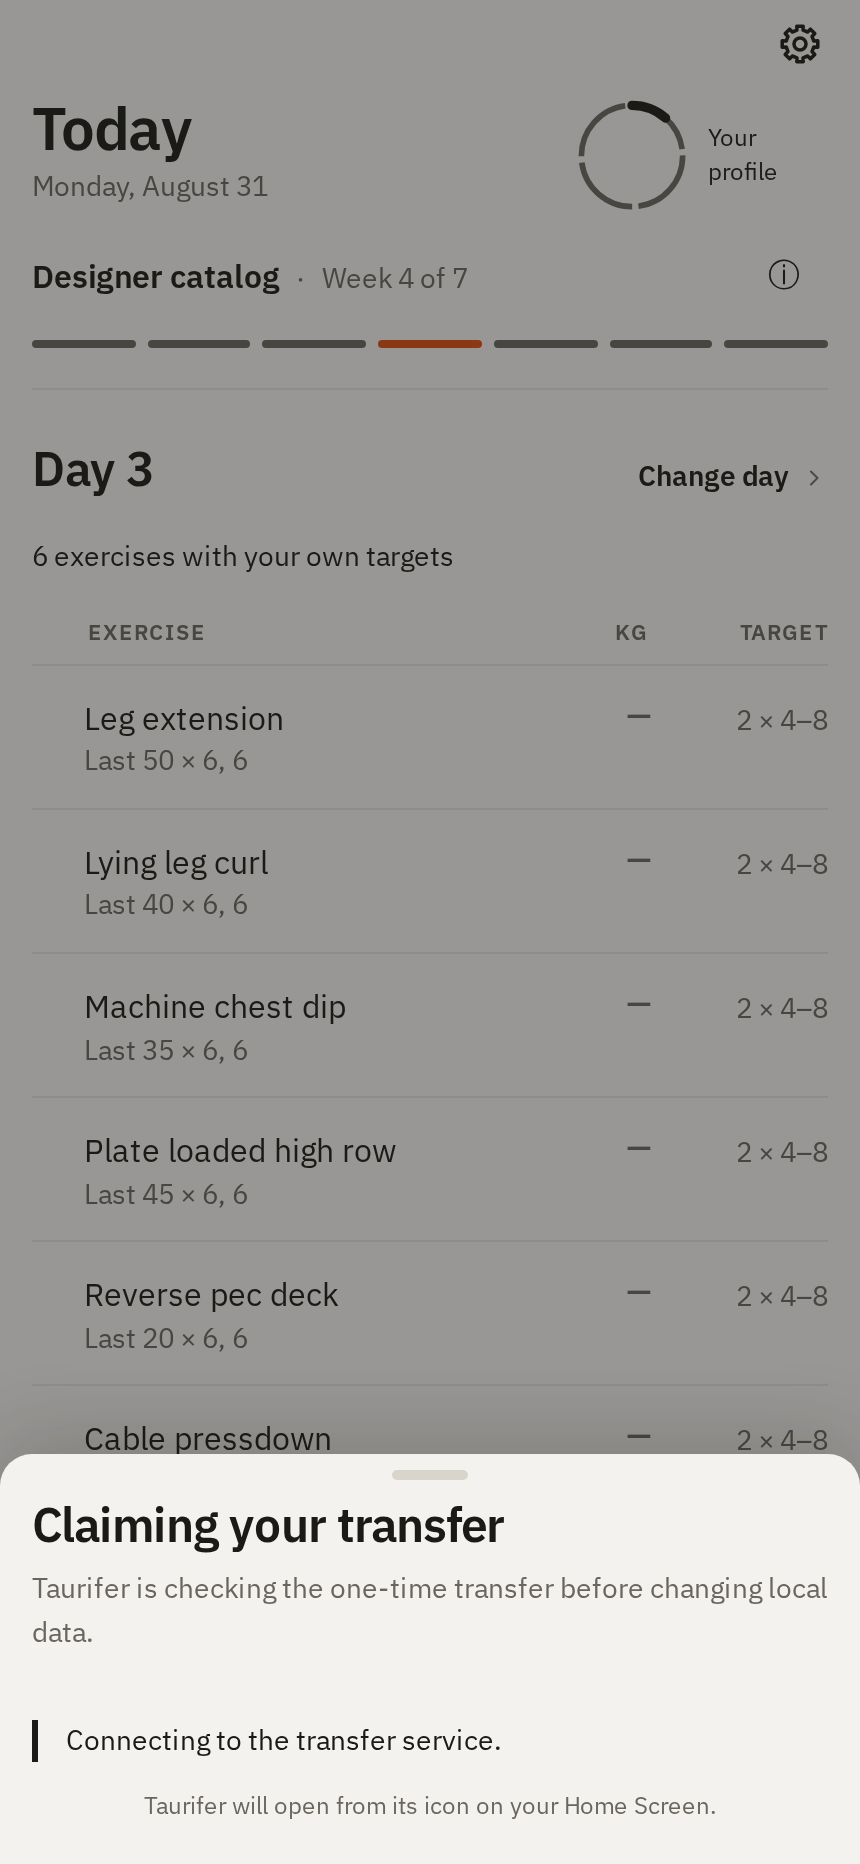 Today
Monday, August 31
Your
profile
Designer catalog · Week 4 of 7
Day 3
Change day
6 exercises with your own targets
EXERCISE KG TARGET
Leg extension — 2 × 4–8
Last 50 × 6, 6
Lying leg curl — 2 × 4–8
Last 40 × 6, 6
Machine chest dip — 2 × 4–8
Last 35 × 6, 6
Plate loaded high row — 2 × 4–8
Last 45 × 6, 6
Reverse pec deck — 2 × 4–8
Last 20 × 6, 6
Cable pressdown — 2 × 4–8
Claiming your transfer
Taurifer is checking the one-time transfer before changing local
data.
Connecting to the transfer service.
Taurifer will open from its icon on your Home Screen.